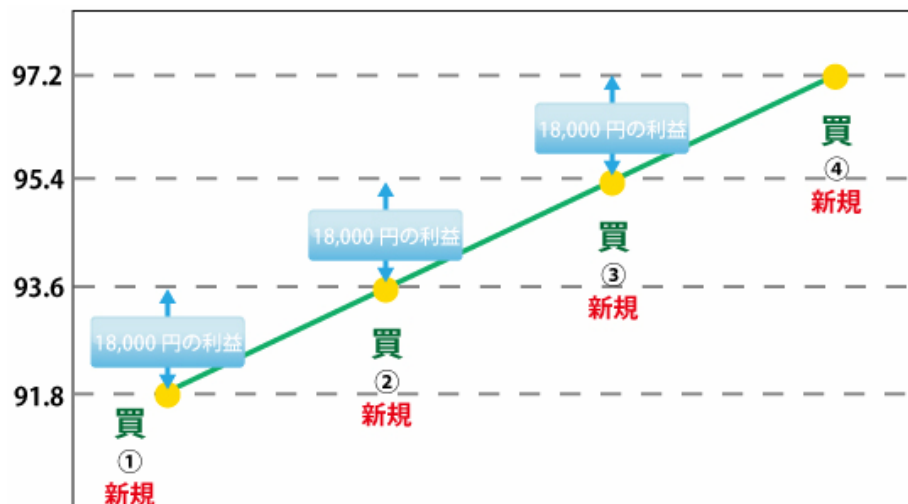 97.2
18,000 円の利益
買
④
新規
95.4
18,000 円の利益
買
③
新規
93.6
18,000 円の利益
買
②
新規
91.8
買
①
新規